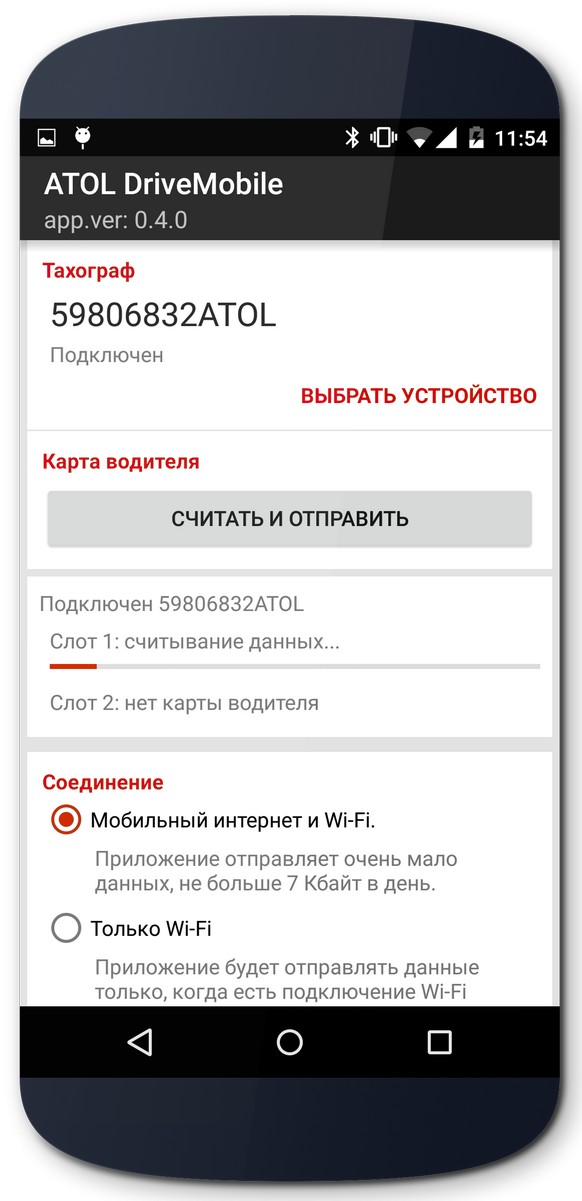 11:54
ATOL DriveMobile
app.ver: 0.4.0
Тахограф
59806832ATOL
Подключен
ВЫБРАТЬ УСТРОЙСТВО
Карта водителя
СЧИТАТЬ И ОТПРАВИТЬ
Подключен 59806832ATOL
Слот 1: считывание данных...
Слот 2: нет карты водителя
Соединение
Мобильный интернет и Wi-Fi.
Приложение отправляет очень мало
данных, не больше 7 Кбайт в день.
Только Wi-Fi
Приложение будет отправлять данные
только, когда есть подключение Wi-Fi